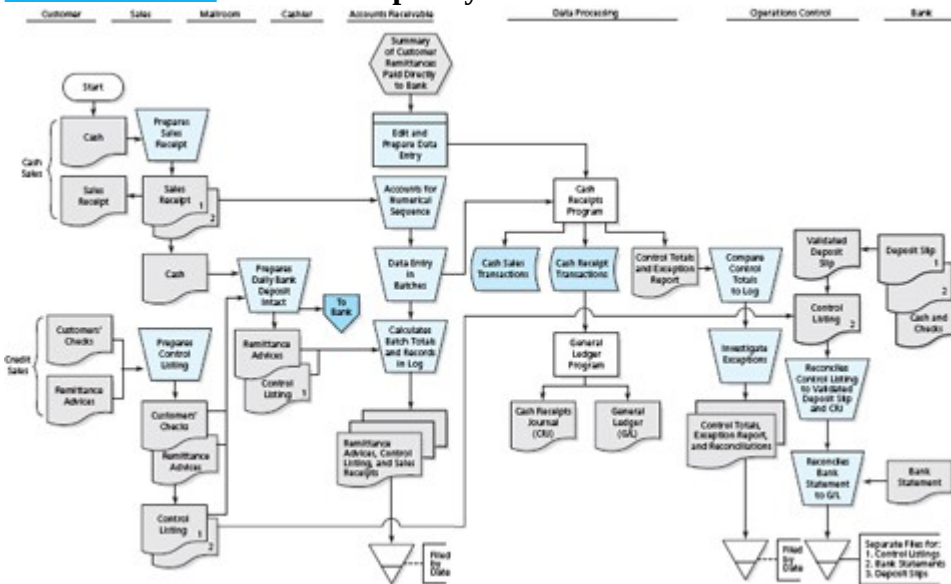 Customer
Sales
Mailroom
Cashier
Accounts Receivable
Data Processing
Operations Control
Bank
Start
Cash
Sales
Cash
Sales
Receipt
Prepares
Sales
Receipt
Sales
Receipt
1
2
Cash
Prepares
Daily Bank
Deposit
Intact
To
Bank
Credit
Sales
Customers'
Checks
Remittance
Advices
Prepares
Control
Listing
Customers'
Checks
Remittance
Advices
Control
Listing
1
2
Remittance
Advices
Control
Listing
1
Summary
of Customer
Remittances
Paid Directly
to Bank
Edit and
Prepare Data
Entry
Accounts for
Numerical
Sequence
Data Entry
in
Batches
Calculates
Batch Totals
and Records
in Log
Remittance
Advices, Control
Listing, and Sales
Receipts
Filed
by
Date
Cash
Receipts
Program
Cash Sales
Transactions
Cash Receipt
Transactions
Control Totals
and Exception
Report
General
Ledger
Program
Cash Receipts
Journal
(CRJ)
General
Ledger
(G/L)
Compare
Control
Totals
to Log
Investigate
Exceptions
Control Totals,
Exception Report,
and Reconciliations
Filed
by
Date
Validated
Deposit
Slip
Control
Listing
2
Reconciles
Control Listing
to Validated
Deposit Slip
and CRJ
Reconciles
Bank
Statement
to G/L
Separate Files for:
1. Control Listings
2. Bank Statements
3. Deposit Slips
Deposit Slip
1
2
Cash and
Checks
Bank
Statement